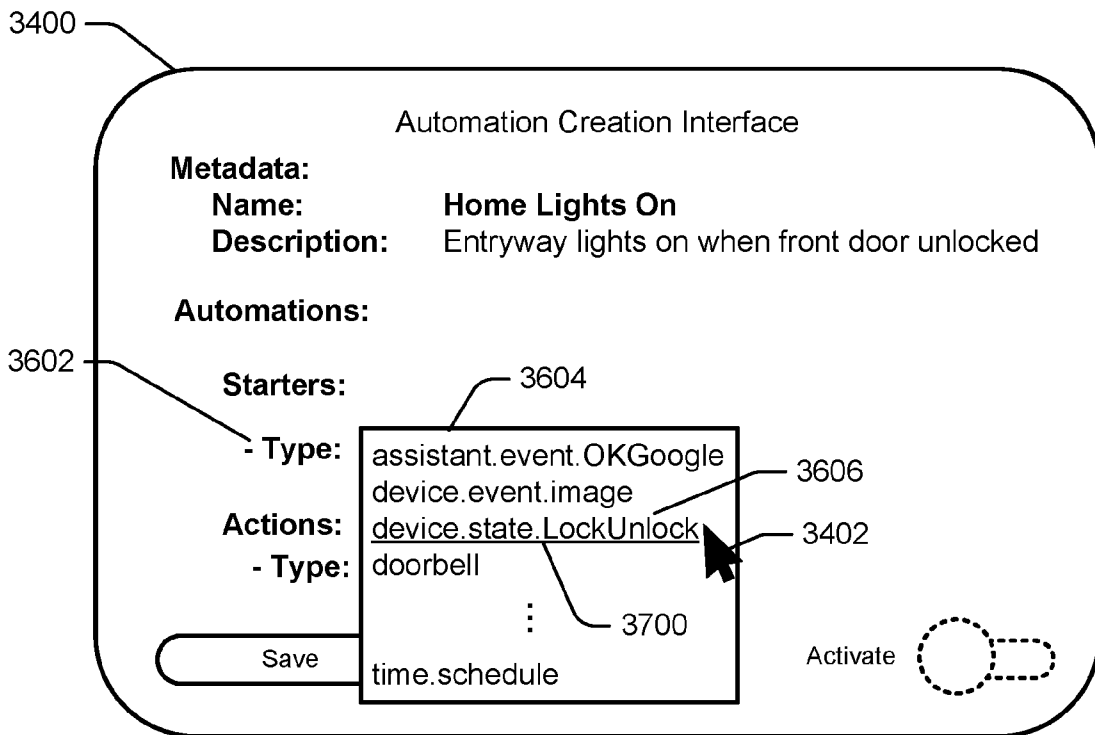 3400
Automation Creation Interface
Metadata:
Name: Home Lights On
Description: Entryway lights on when front door unlocked
Automations:
3602
Starters:
3604
- Type:
assistant.event.OKGoogle
device.event.image
3606
Actions:
device.state.LockUnlock
3402
- Type:
doorbell
⋮
3700
Save
time.schedule
Activate